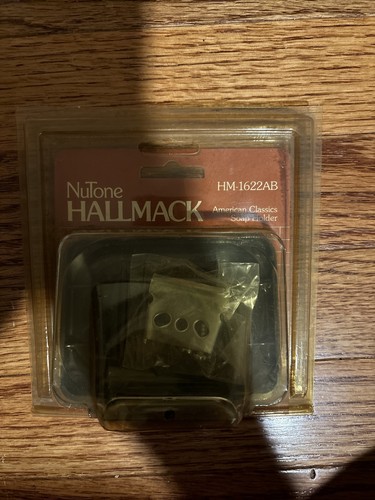 NuTone
HALLMACK
HM-1622AB
American Classics
Soap Holder